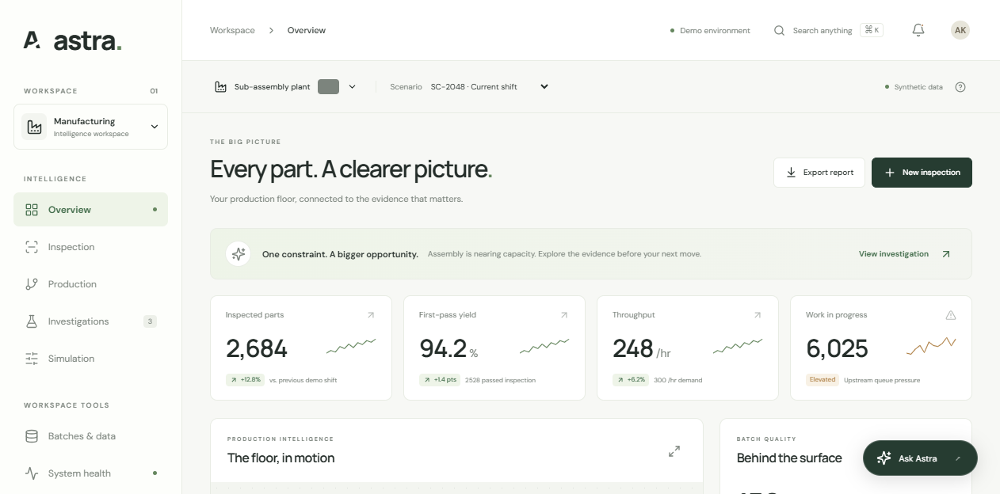 A astra.
Workspace > Overview
Demo environment
Search anything ⌘ K
AK
WORKSPACE 01
Manufacturing
Intelligence workspace
Sub-assembly plant
Scenario SC-2048 · Current shift
Synthetic data
INTELLIGENCE
Overview
Inspection
Production
Investigations 3
Simulation
WORKSPACE TOOLS
Batches & data
System health
THE BIG PICTURE
Every part. A clearer picture.
Your production floor, connected to the evidence that matters.
Export report
New inspection
One constraint. A bigger opportunity. Assembly is nearing capacity. Explore the evidence before your next move.
View investigation
Inspected parts
2,684
+12.8% vs. previous demo shift
First-pass yield
94.2 %
+1.4 pts 2528 passed inspection
Throughput
248 /hr
+6.2% 300 /hr demand
Work in progress
6,025
Elevated Upstream queue pressure
PRODUCTION INTELLIGENCE
The floor, in motion
BATCH QUALITY
Behind the surface
Ask Astra